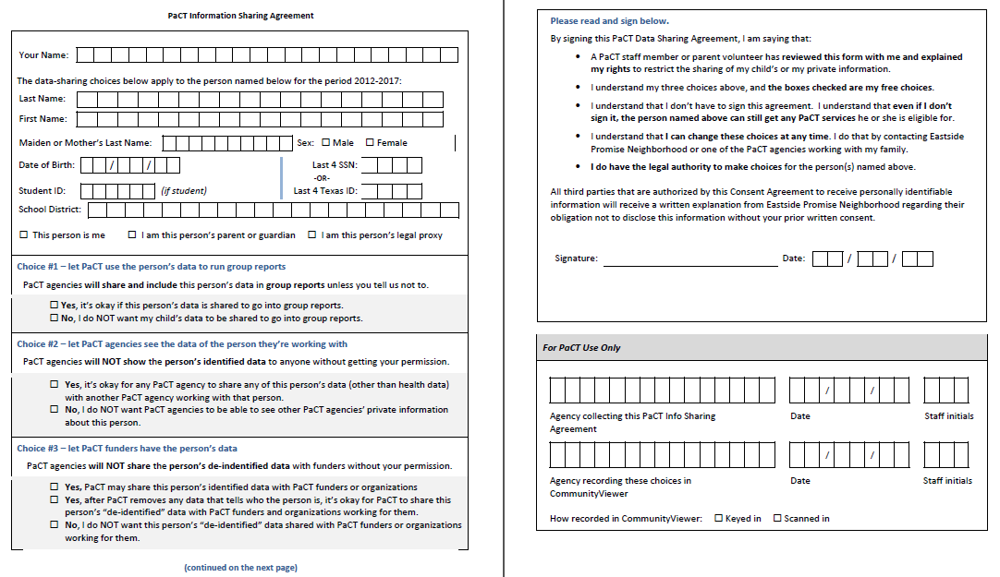 PaCT Information Sharing Agreement
Your Name:
The data-sharing choices below apply to the person named below for the period 2012-2017:
Last Name:
First Name:
Maiden or Mother's Last Name: Sex: ☐ Male ☐ Female
Date of Birth: / / Last 4 SSN:
-OR-
Student ID: (if student) Last 4 Texas ID:
School District:
☐ This person is me ☐ I am this person's parent or guardian ☐ I am this person's legal proxy
Choice #1 – let PaCT use the person's data to run group reports
PaCT agencies will share and include this person's data in group reports unless you tell us not to.
☐ Yes, it's okay if this person's data is shared to go into group reports.
☐ No, I do NOT want my child's data to be shared to go into group reports.
Choice #2 – let PaCT agencies see the data of the person they're working with
PaCT agencies will NOT show the person's identified data to anyone without getting your permission.
☐ Yes, it's okay for any PaCT agency to share any of this person's data (other than health data)
with another PaCT agency working with that person.
☐ No, I do NOT want PaCT agencies to be able to see other PaCT agencies' private information
about this person.
Choice #3 – let PaCT funders have the person's data
PaCT agencies will NOT share the person's de-identified data with funders without your permission.
☐ Yes, PaCT may share this person's identified data with PaCT funders or organizations
☐ Yes, after PaCT removes any data that tells who the person is, it's okay for PaCT to share this
person's "de-identified" data with PaCT funders and organizations working for them.
☐ No, I do NOT want this person's "de-identified" data shared with PaCT funders or organizations
working for them.
(continued on the next page)
Please read and sign below.
By signing this PaCT Data Sharing Agreement, I am saying that:
• A PaCT staff member or parent volunteer has reviewed this form with me and explained
my rights to restrict the sharing of my child's or my private information.
• I understand my three choices above, and the boxes checked are my free choices.
• I understand that I don't have to sign this agreement. I understand that even if I don't
sign it, the person named above can still get any PaCT services he or she is eligible for.
• I understand that I can change these choices at any time. I do that by contacting Eastside
Promise Neighborhood or one of the PaCT agencies working with my family.
• I do have the legal authority to make choices for the person(s) named above.
All third parties that are authorized by this Consent Agreement to receive personally identifiable
information will receive a written explanation from Eastside Promise Neighborhood regarding their
obligation not to disclose this information without your prior written consent.
Signature: Date: / /
For PaCT Use Only
/ /
Agency collecting this PaCT Info Sharing Date Staff initials
Agreement
/ /
Agency recording these choices in Date Staff initials
CommunityViewer
How recorded in CommunityViewer: ☐ Keyed in ☐ Scanned in